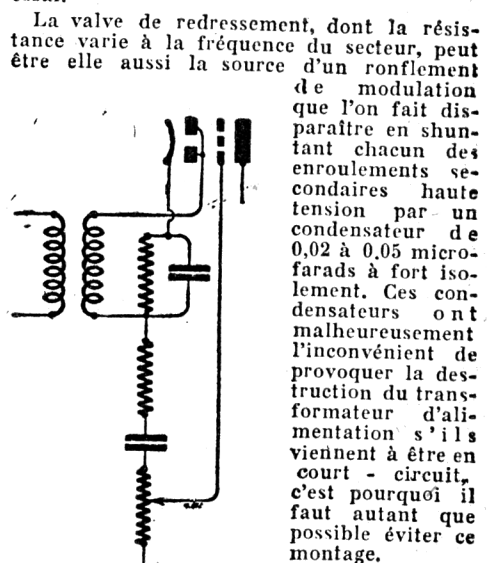 La valve de redressement, dont la résis-
tance varie à la fréquence du secteur, peut
être elle aussi la source d'un ronflement
de modulation
que l'on fait dis-
paraître en shun-
tant chacun des
enroulements se-
condaires haute
tension par un
condensateur de
0,02 à 0,05 micro-
farads à fort iso-
lement. Ces con-
densateurs ont
malheureusement
l'inconvénient de
provoquer la des-
truction du trans-
formateur d'ali-
mentation s'ils
viennent à être en
court - circuit,
c'est pourquoi il
faut autant que
possible éviter ce
montage.